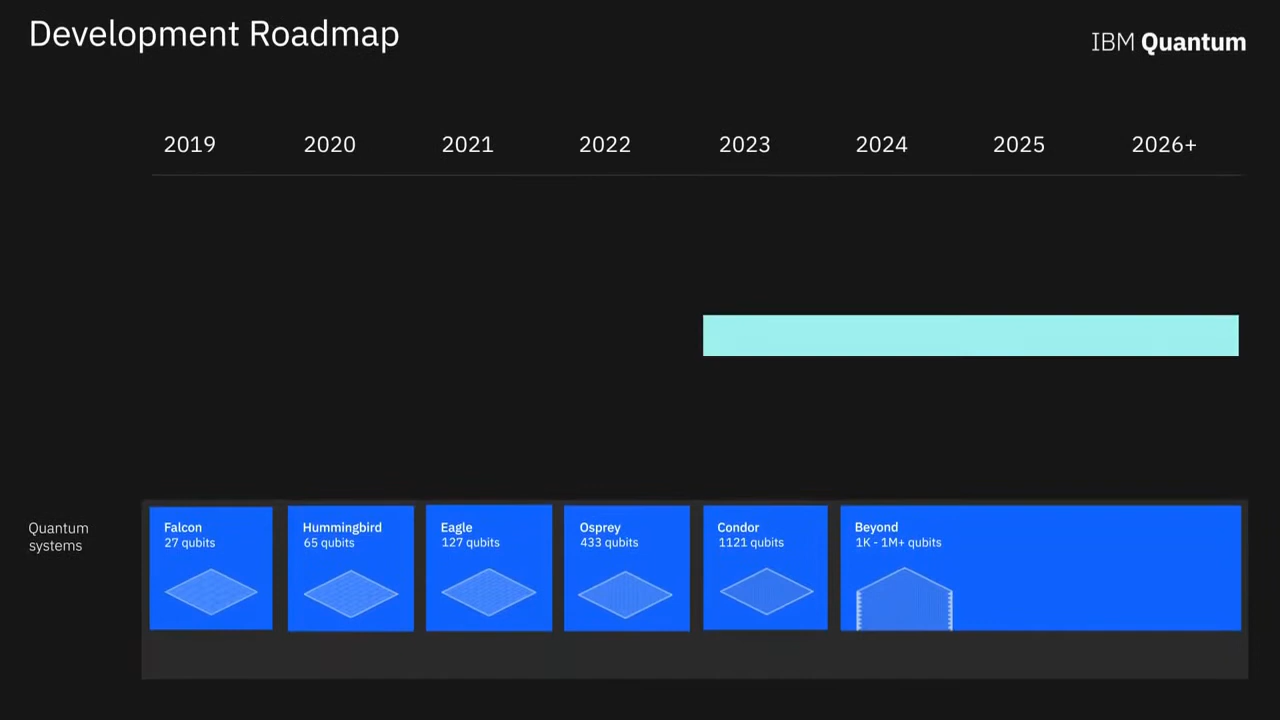 Development Roadmap
IBM Quantum
2019 2020 2021 2022 2023 2024 2025 2026+
Quantum
systems
Falcon
27 qubits
Hummingbird
65 qubits
Eagle
127 qubits
Osprey
433 qubits
Condor
1121 qubits
Beyond
1K - 1M+ qubits